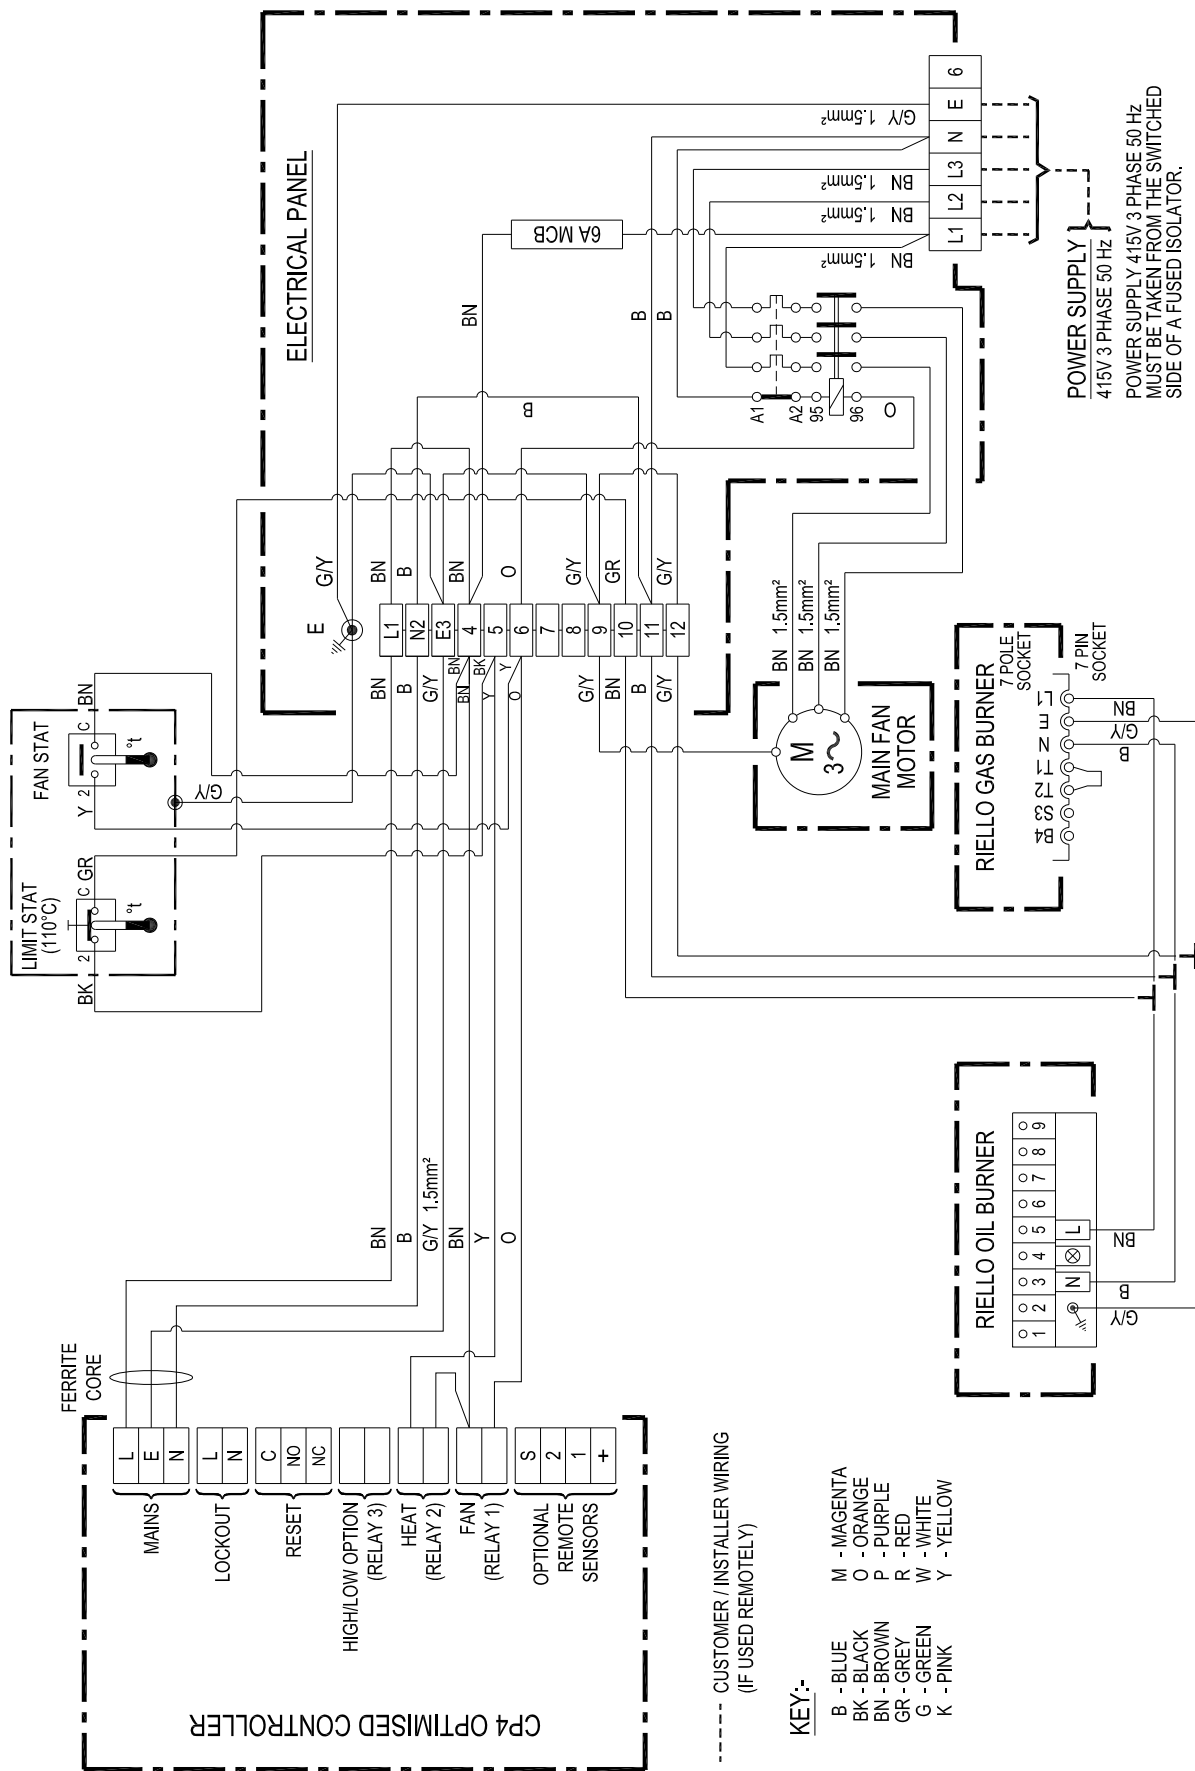 ELECTRICAL PANEL
FAN STAT
C
BN
Y
2
°t
LIMIT STAT
(110°C)
C
GR
BK
2
°t
G/Y
E
G/Y
BN
B
BN
O
G/Y
GR
B
G/Y
L1
N2
E3
4
5
6
7
8
9
10
11
12
BN
B
G/Y
BN
BN
BK
Y
Y
O
G/Y
BN
B
G/Y
BN
6A MCB
B
B
B
A1
A2
95
96
O
G/Y 1.5mm²
BN 1.5mm²
BN 1.5mm²
BN 1.5mm²
6
E
N
L3
L2
L1
POWER SUPPLY
415V 3 PHASE 50 Hz
POWER SUPPLY 415V 3 PHASE 50 Hz
MUST BE TAKEN FROM THE SWITCHED
SIDE OF A FUSED ISOLATOR.
BN 1.5mm²
BN 1.5mm²
BN 1.5mm²
M
3~
MAIN FAN
MOTOR
RIELLO GAS BURNER
7 POLE
SOCKET
7 PIN
SOCKET
L1
E
N
T1
T2
S3
B4
BN
G/Y
B
RIELLO OIL BURNER
1
2
3
4
5
6
7
8
9
N
L
BN
B
G/Y
BN
B
G/Y 1.5mm²
BN
Y
O
FERRITE
CORE
L
E
N
MAINS
L
N
LOCKOUT
C
NO
NC
RESET
HIGH/LOW OPTION
(RELAY 3)
HEAT
(RELAY 2)
FAN
(RELAY 1)
S
2
1
+
OPTIONAL
REMOTE
SENSORS
CP4 OPTIMISED CONTROLLER
CUSTOMER / INSTALLER WIRING
(IF USED REMOTELY)
KEY:-
B - BLUE
BK - BLACK
BN - BROWN
GR - GREY
G - GREEN
K - PINK
M - MAGENTA
O - ORANGE
P - PURPLE
R - RED
W - WHITE
Y - YELLOW